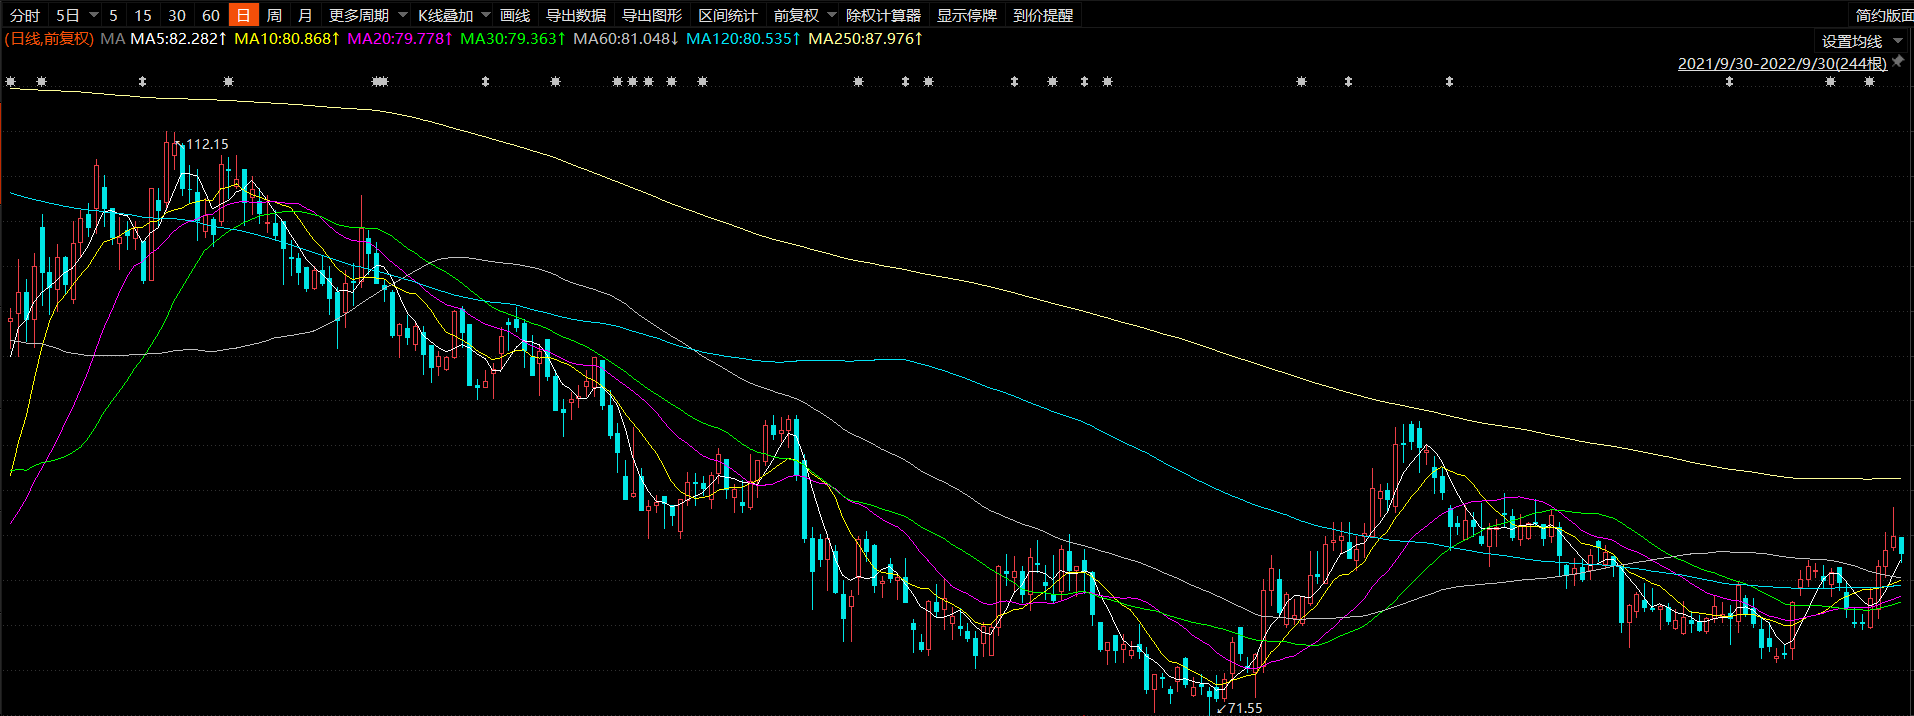 分时 5日 5 15 30 60 日 周 月 更多周期 K线叠加 画线 导出数据 导出图形 区间统计 前复权 除权计算器 显示停牌 到价提醒 简约版面
(日线,前复权) MA MA5:82.282↑ MA10:80.868↑ MA20:79.778↑ MA30:79.363↑ MA60:81.048↓ MA120:80.535↑ MA250:87.976↑
设置均线
2021/9/30-2022/9/30(244根)
112.15
71.55